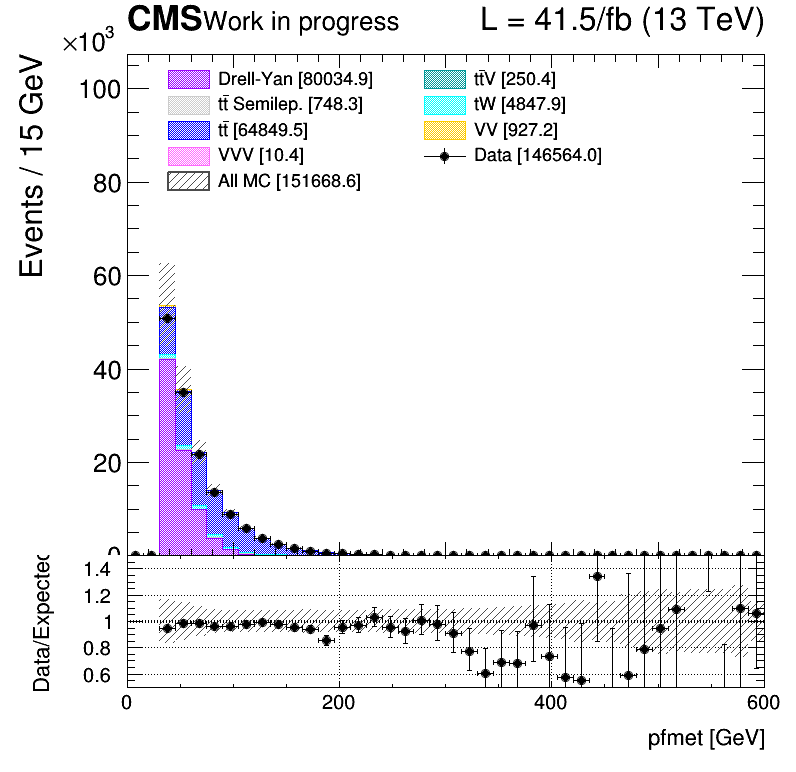 CMS Work in progress L = 41.5/fb (13 TeV)
×10³
Events / 15 GeV
100
80
60
40
20
0
Drell-Yan [80034.9]
tt̄ Semilep. [748.3]
tt̄ [64849.5]
VVV [10.4]
All MC [151668.6]
tt̄V [250.4]
tW [4847.9]
VV [927.2]
Data [146564.0]
Data/Expected
1.4
1.2
1
0.8
0.6
0 200 400 600
pfmet [GeV]